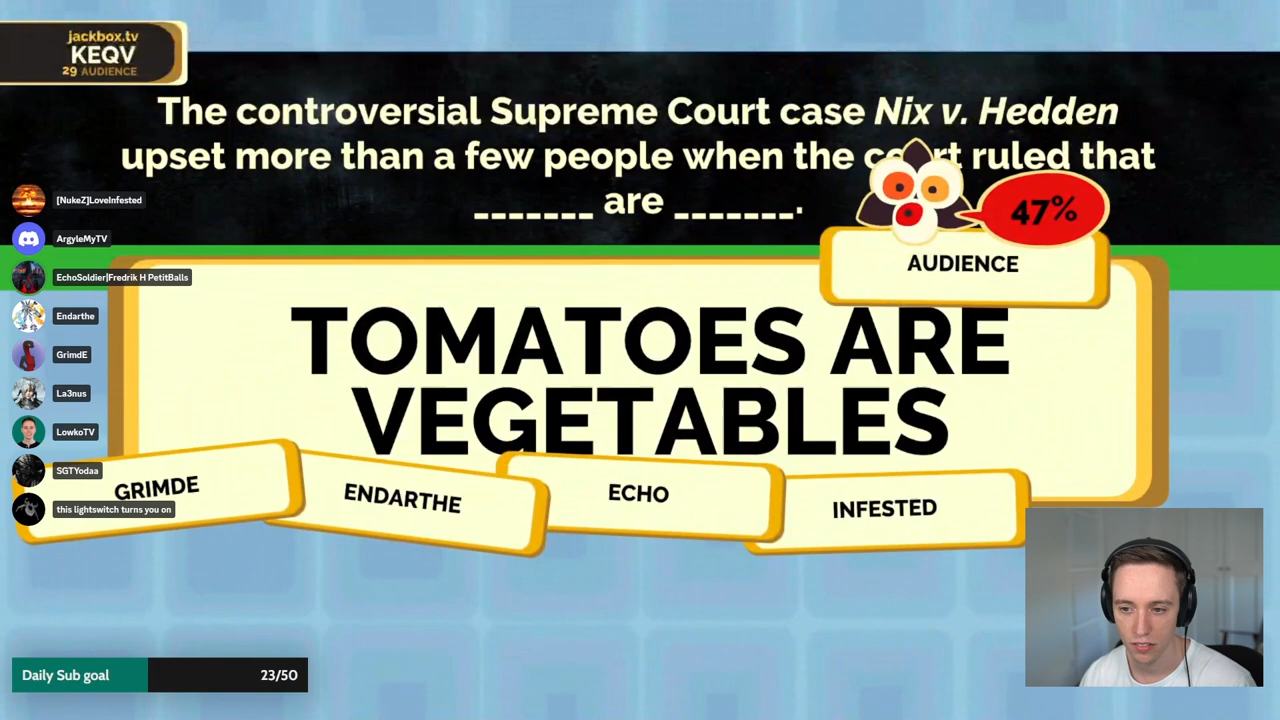 jackbox.tv
KEQV
29 AUDIENCE
The controversial Supreme Court case Nix v. Hedden
upset more than a few people when the court ruled that
_______ are _______.
47%
AUDIENCE
TOMATOES ARE
VEGETABLES
[NukeZ]LoveInfested
ArgyleMyTV
EchoSoldier|Fredrik H PetitBalls
Endarthe
GrimdE
La3nus
LowkoTV
SGTYodaa
this lightswitch turns you on
GRIMDE
ENDARTHE
ECHO
INFESTED
Daily Sub goal
23/50